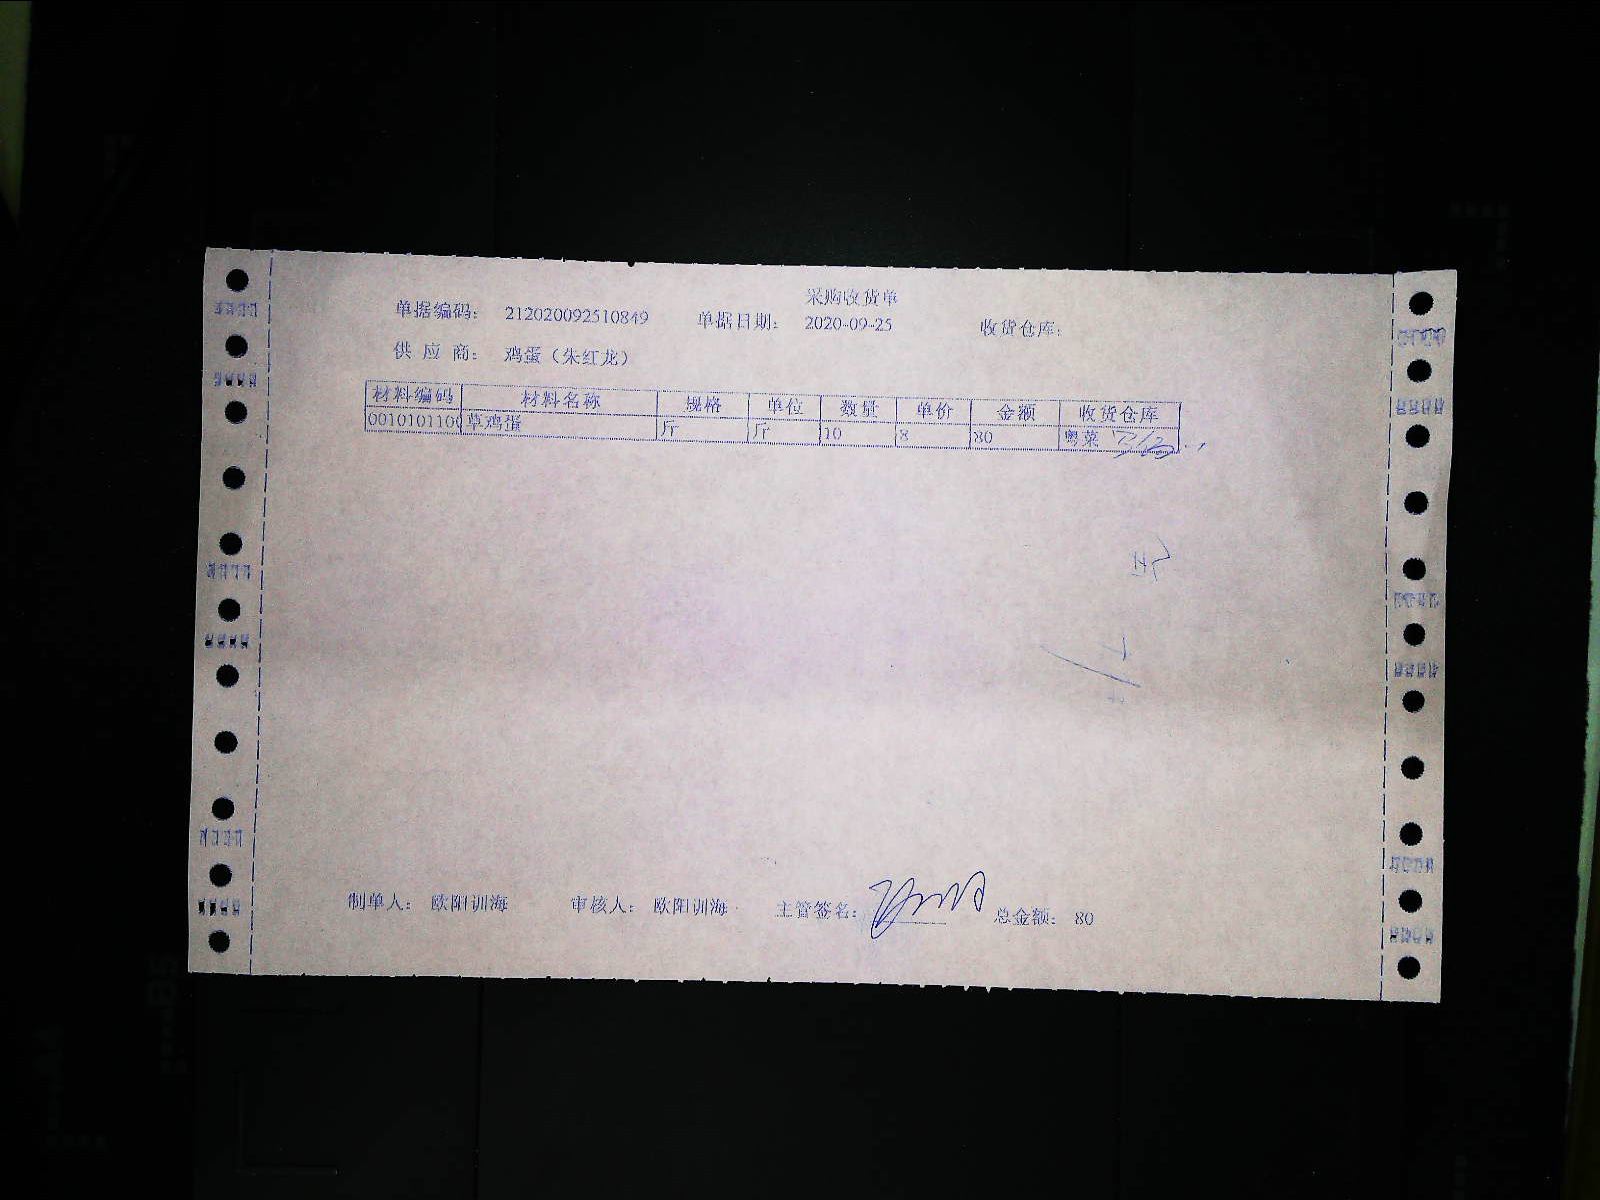 采购收货单
单据编码： 212020092510849 单据日期： 2020-09-25 收货仓库：
供 应 商： 鸡蛋（朱红龙）
材料编码 材料名称 规格 单位 数量 单价 金额 收货仓库
0010101100 草鸡蛋 斤 斤 10 8 80 粤菜
制单人： 欧阳训海 审核人： 欧阳训海 主管签名： 总金额： 80